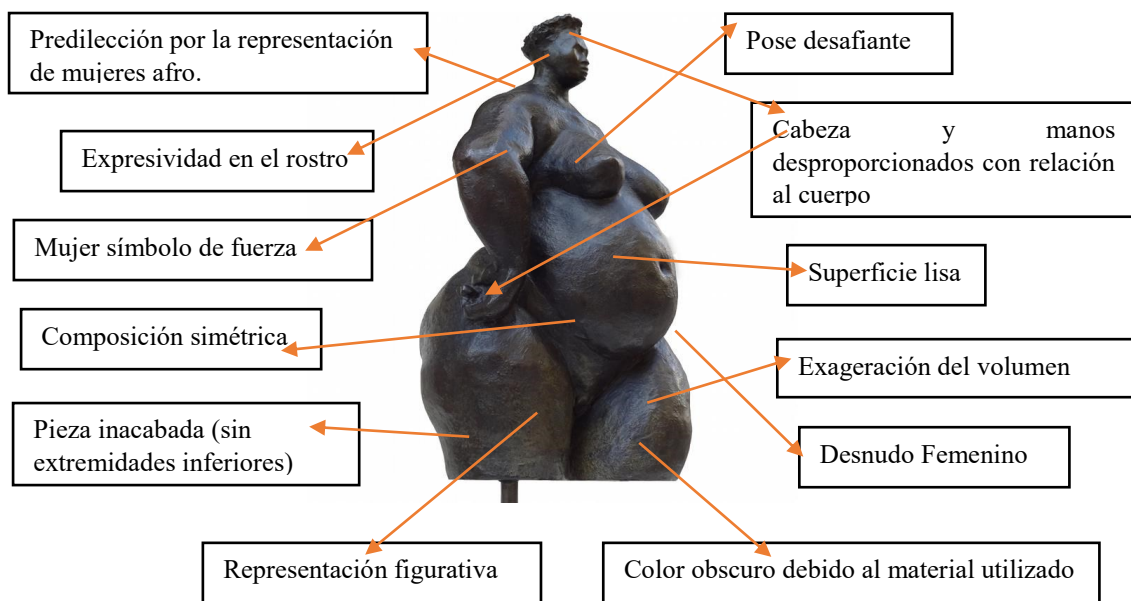 Predilección por la representación
de mujeres afro.
Pose desafiante
Expresividad en el rostro
Cabeza y manos
desproporcionados con relación
al cuerpo
Mujer símbolo de fuerza
Superficie lisa
Composición simétrica
Exageración del volumen
Pieza inacabada (sin
extremidades inferiores)
Desnudo Femenino
Representación figurativa
Color obscuro debido al material utilizado